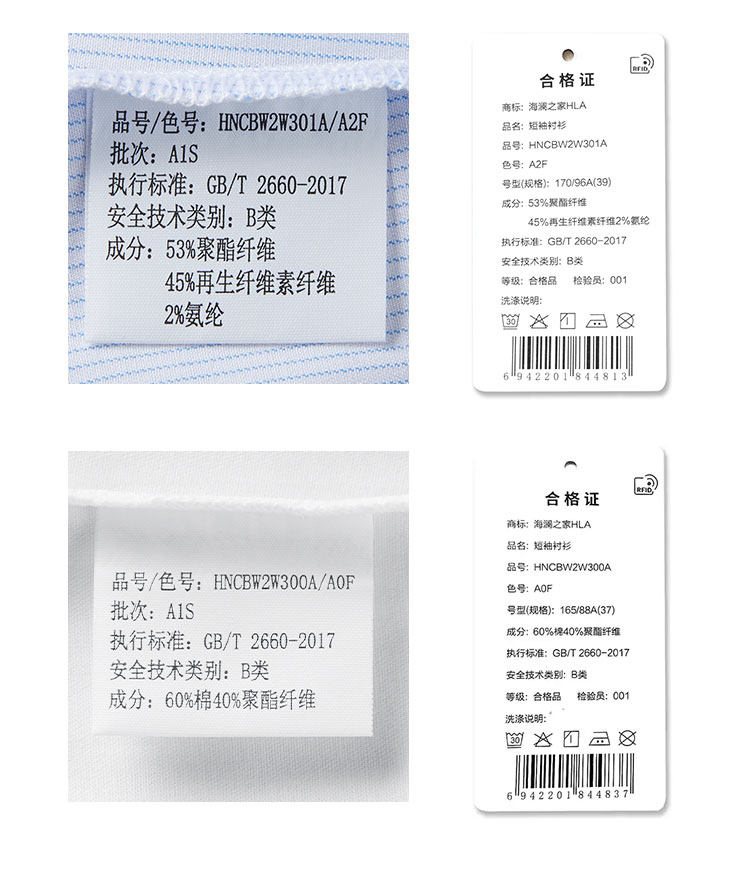 品号/色号：HNCBW2W301A/A2F
批次：A1S
执行标准：GB/T 2660-2017
安全技术类别：B类
成分：53%聚酯纤维
45%再生纤维素纤维
2%氨纶
RFID
合格证
商标: 海澜之家HLA
品名: 短袖衬衫
品号: HNCBW2W301A
色号: A2F
号型(规格): 170/96A(39)
成分: 53%聚酯纤维
45%再生纤维素纤维2%氨纶
执行标准: GB/T 2660-2017
安全技术类别: B类
等级: 合格品 检验员: 001
洗涤说明:
30
6 942201 844813
品号/色号：HNCBW2W300A/A0F
批次：A1S
执行标准：GB/T 2660-2017
安全技术类别：B类
成分：60%棉40%聚酯纤维
RFID
合格证
商标: 海澜之家HLA
品名: 短袖衬衫
品号: HNCBW2W300A
色号: A0F
号型(规格): 165/88A(37)
成分: 60%棉40%聚酯纤维
执行标准: GB/T 2660-2017
安全技术类别: B类
等级: 合格品 检验员: 001
洗涤说明:
30
6 942201 844837